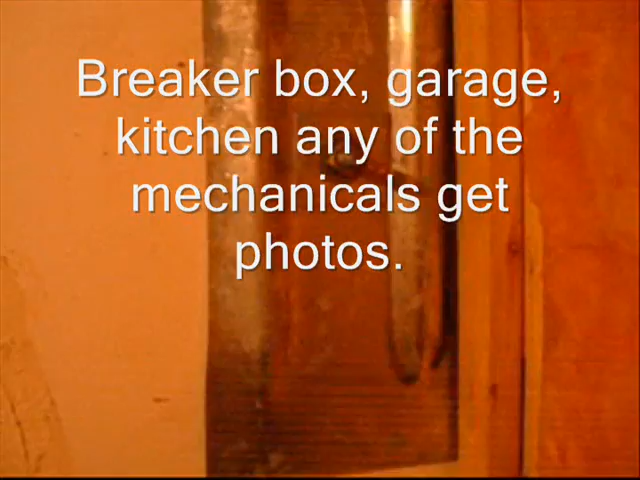 Breaker box, garage,
kitchen any of the
mechanicals get
photos.